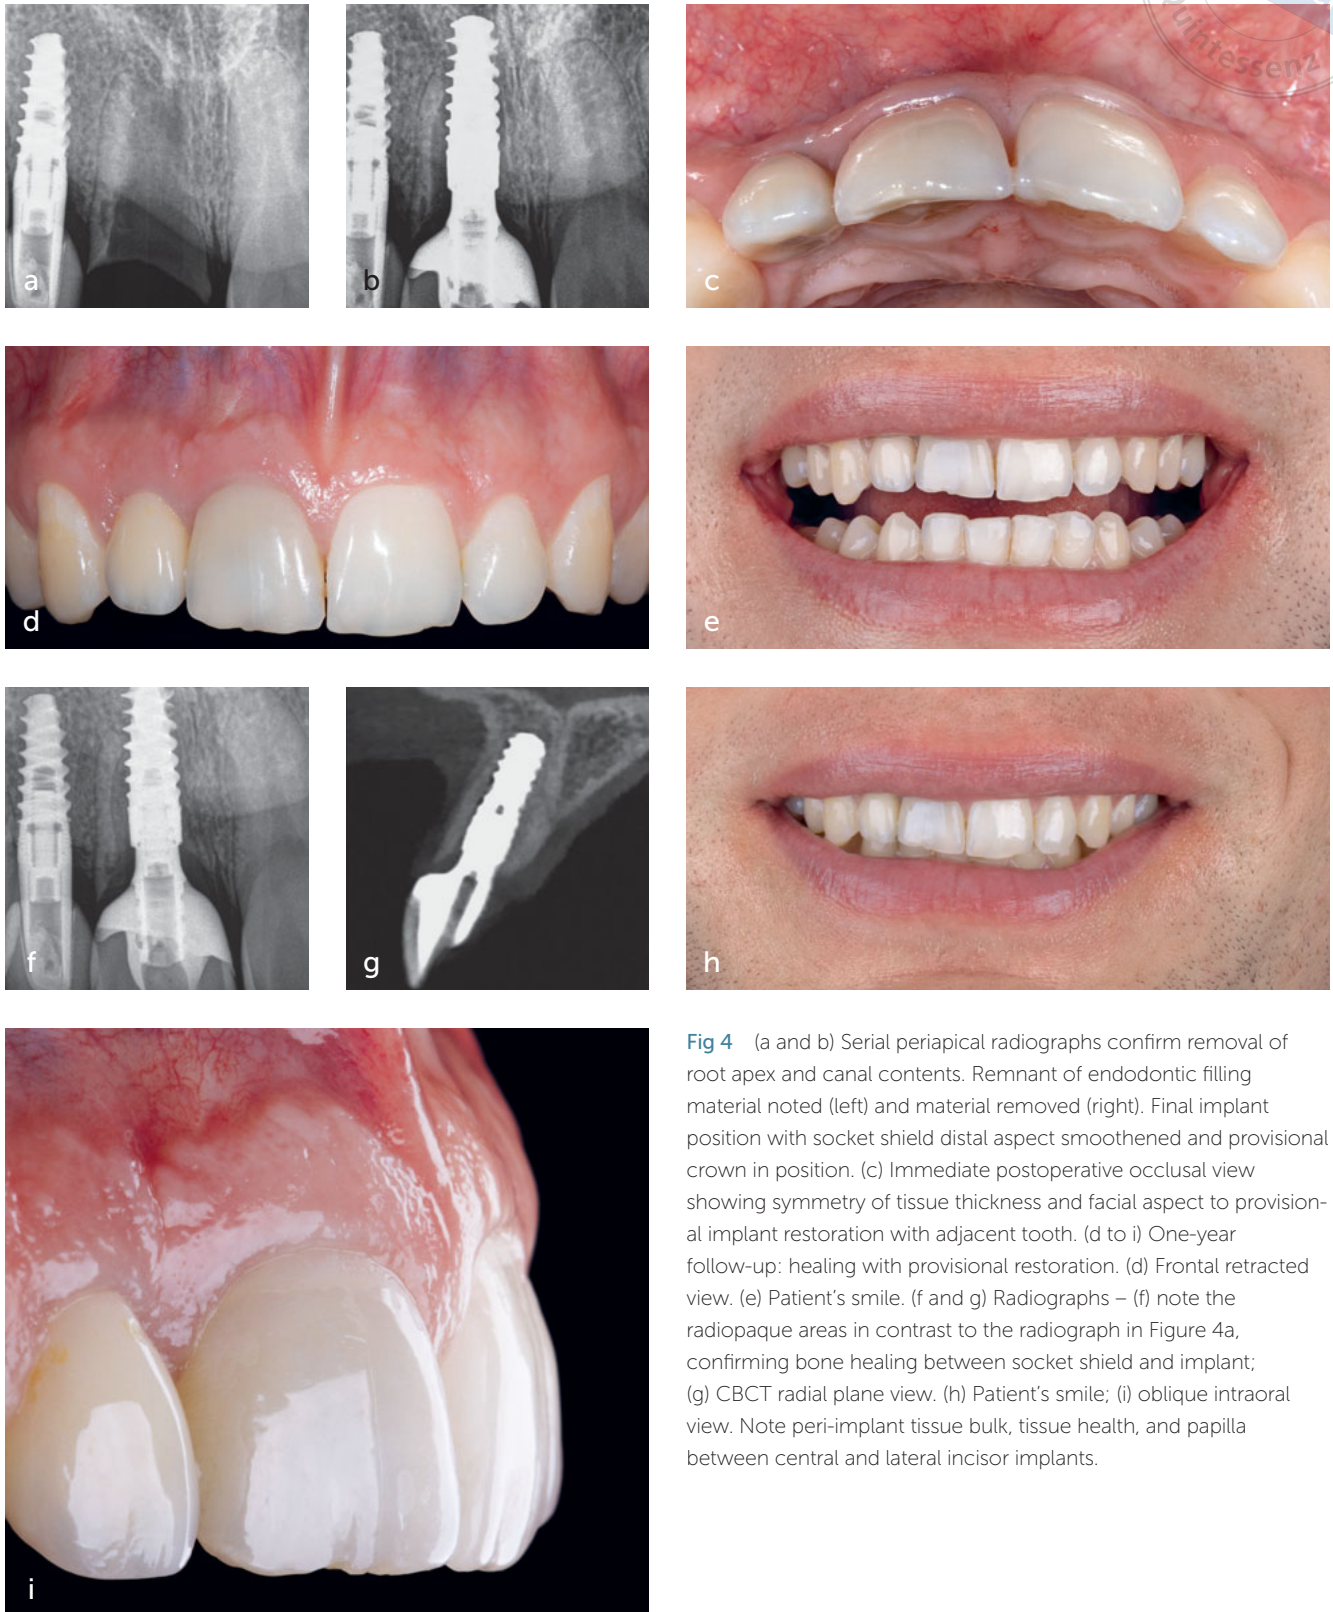 Quintessenz
a
b
c
d
e
f
g
h
i
Fig 4 (a and b) Serial periapical radiographs confirm removal of
root apex and canal contents. Remnant of endodontic filling
material noted (left) and material removed (right). Final implant
position with socket shield distal aspect smoothened and provisional
crown in position. (c) Immediate postoperative occlusal view
showing symmetry of tissue thickness and facial aspect to provision-
al implant restoration with adjacent tooth. (d to i) One-year
follow-up: healing with provisional restoration. (d) Frontal retracted
view. (e) Patient’s smile. (f and g) Radiographs – (f) note the
radiopaque areas in contrast to the radiograph in Figure 4a,
confirming bone healing between socket shield and implant;
(g) CBCT radial plane view. (h) Patient’s smile; (i) oblique intraoral
view. Note peri-implant tissue bulk, tissue health, and papilla
between central and lateral incisor implants.